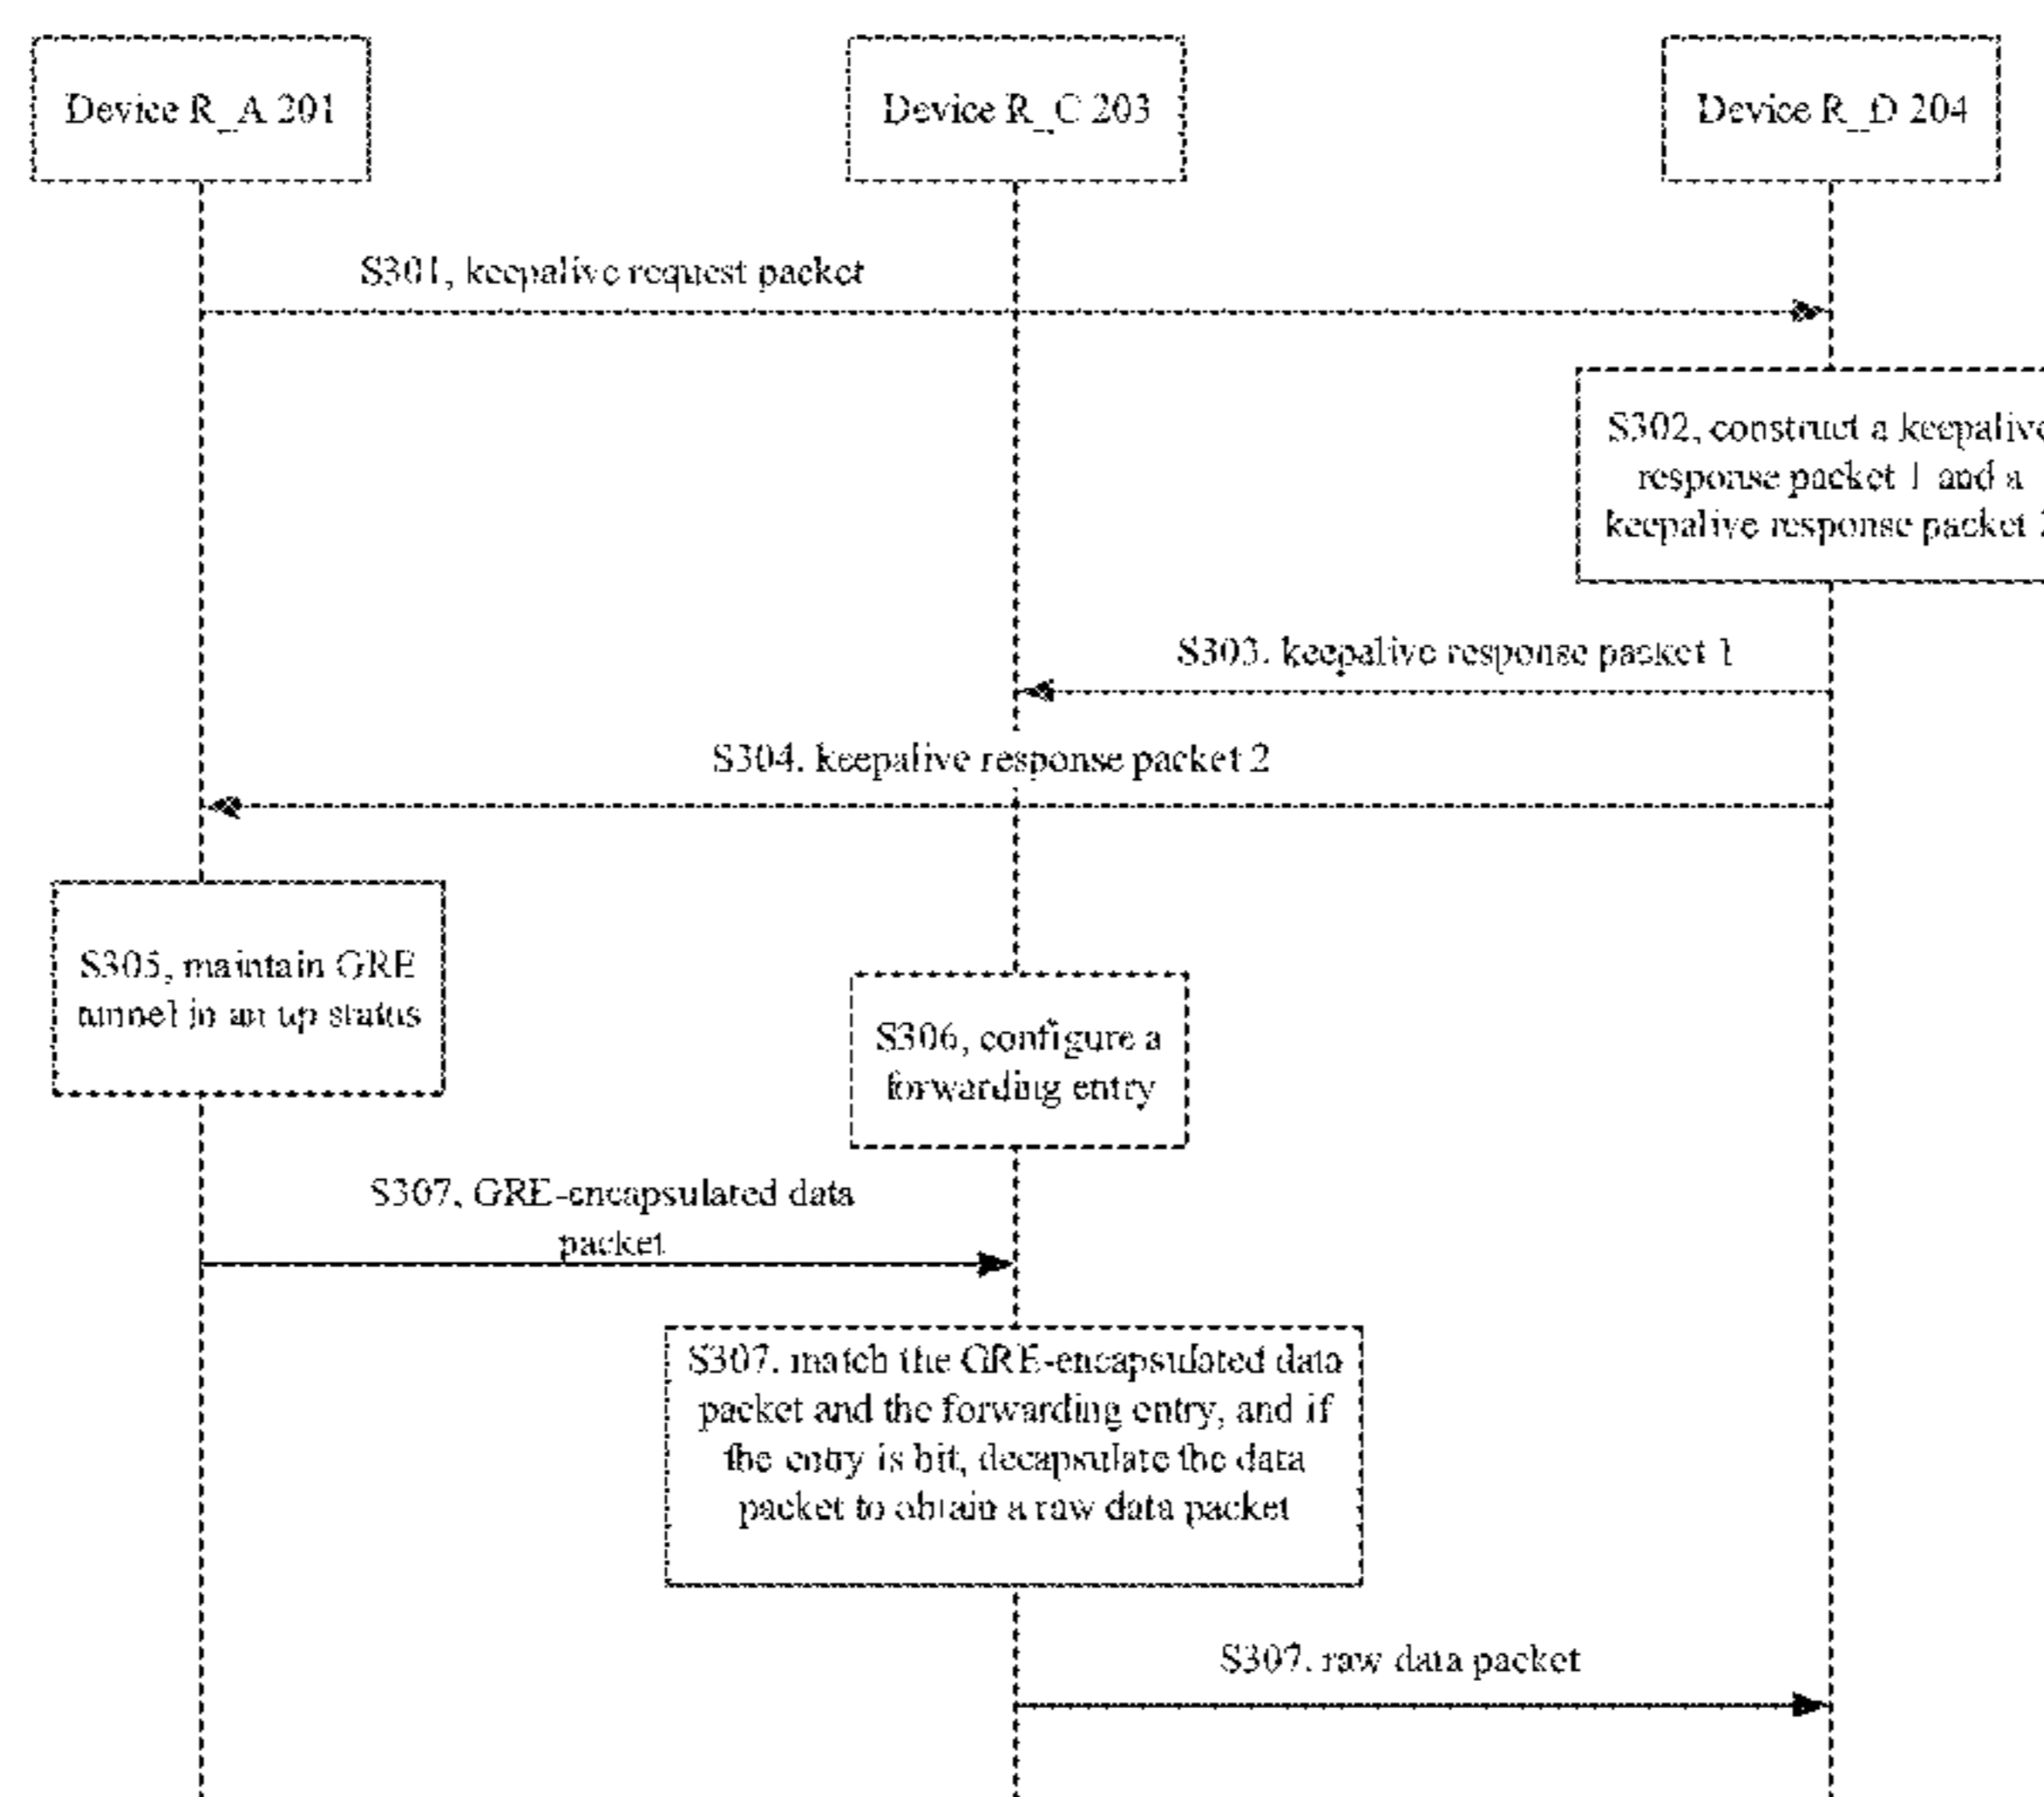 Device R_A 201
Device R_C 203
Device R_D 204
S301, keepalive request packet
S302, construct a keepalive
response packet 1 and a
keepalive response packet 2
S303. keepalive response packet 1
S304. keepalive response packet 2
S305, maintain GRE
tunnel in an up status
S306, configure a
forwarding entry
S307, GRE-encapsulated data
packet
S307. match the GRE-encapsulated data
packet and the forwarding entry, and if
the entry is hit, decapsulate the data
packet to obtain a raw data packet
S307. raw data packet